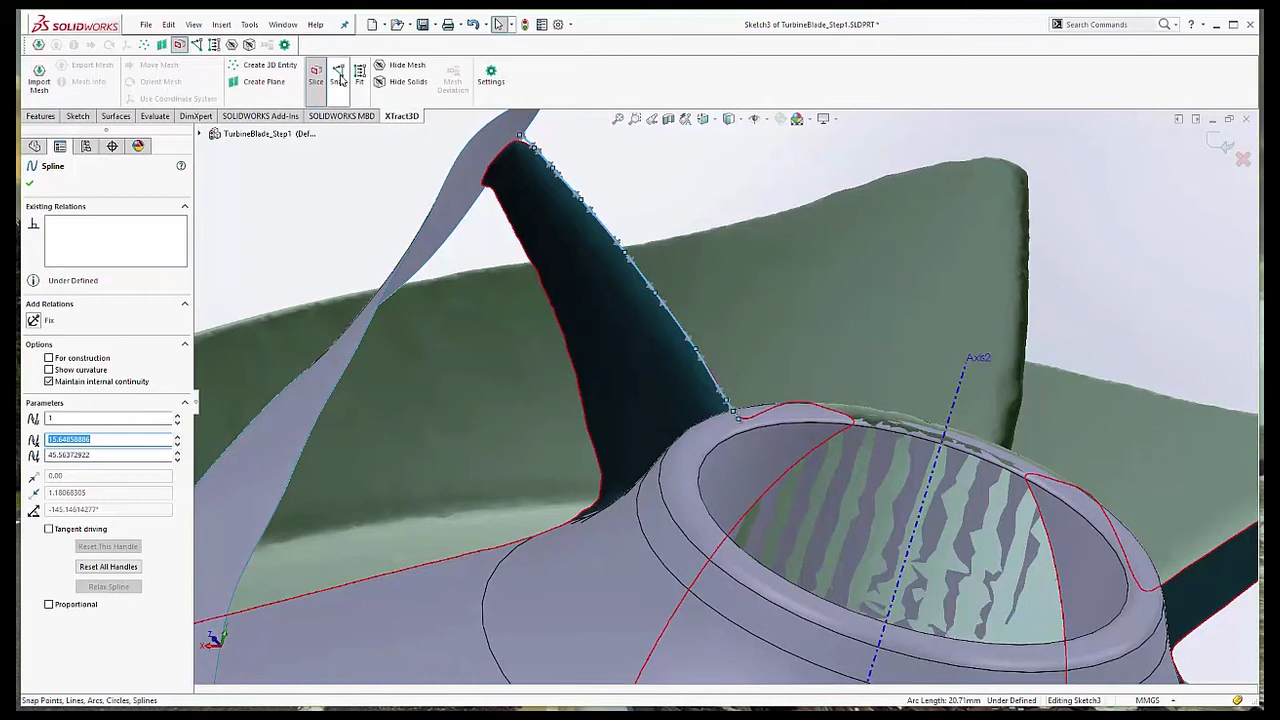 SOLIDWORKS File Edit View Insert Tools Window Help Sketch3 of TurbineBlade_Step1.SLDPRT * Search Commands
Import Mesh Export Mesh Mesh Info Move Mesh Orient Mesh Use Coordinate System Create 3D Entity Create Plane Slice Fit Hide Mesh Hide Solids Mesh Deviation Settings
Features Sketch Surfaces Evaluate DimXpert SOLIDWORKS Add-Ins SOLIDWORKS MBD XTract3D
TurbineBlade_Step1 (Def...
Spline
Existing Relations
Under Defined
Add Relations
Fix
Options
For construction
Show curvature
Maintain internal continuity
Parameters
1
15.64858886
45.56372922
0.00
1.18068305
-145.14614277°
Tangent driving
Reset This Handle
Reset All Handles
Relax Spline
Proportional
Axis2
Z
X
Snap Points, Lines, Arcs, Circles, Splines Arc Length: 20.71mm Under Defined Editing Sketch3 MMGS